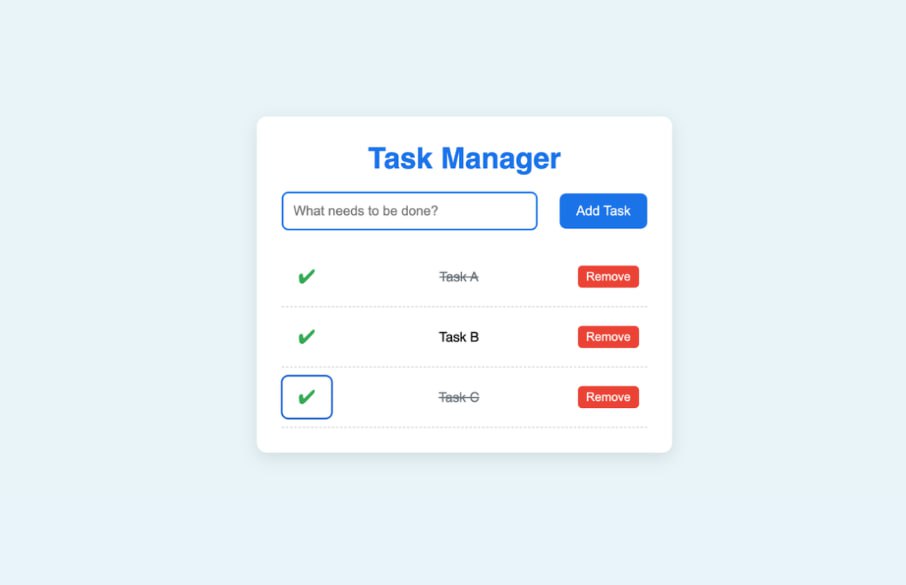 Task Manager
What needs to be done?
Add Task
✔ Task A Remove
✔ Task B Remove
✔ Task C Remove